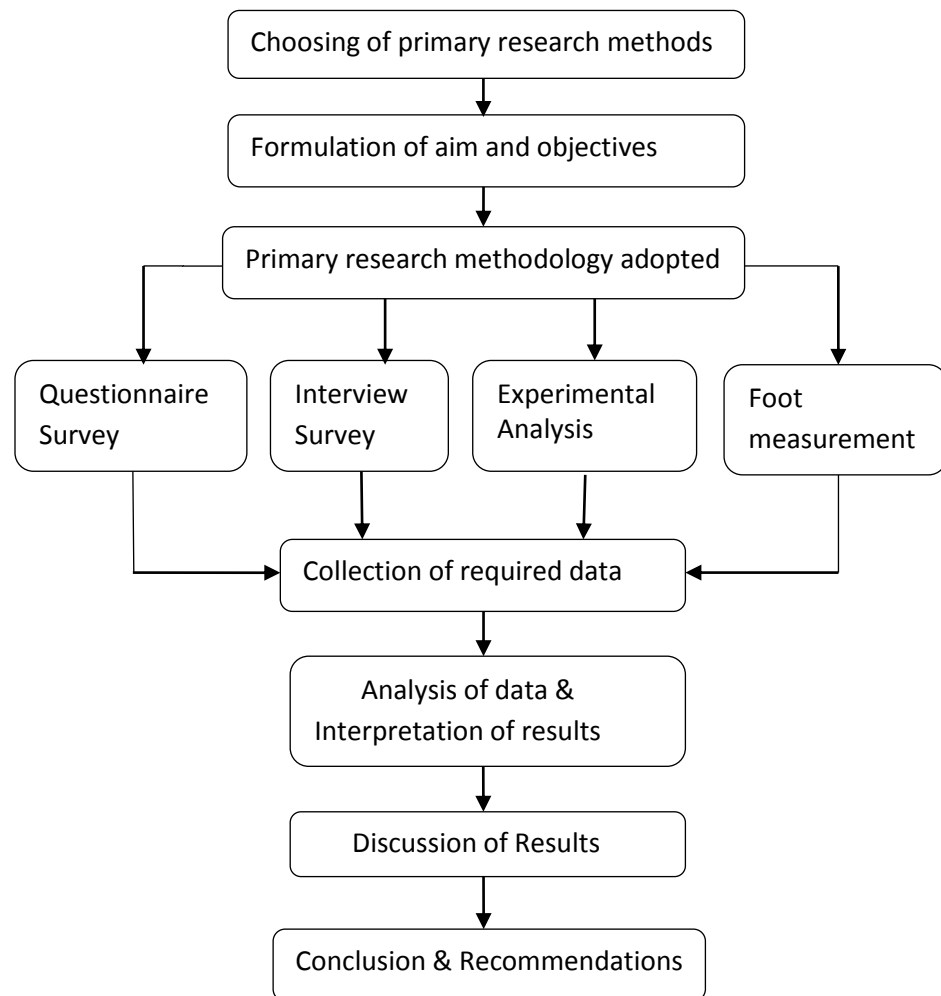 Choosing of primary research methods
Formulation of aim and objectives
Primary research methodology adopted
Questionnaire
Survey
Interview
Survey
Experimental
Analysis
Foot
measurement
Collection of required data
Analysis of data &
Interpretation of results
Discussion of Results
Conclusion & Recommendations